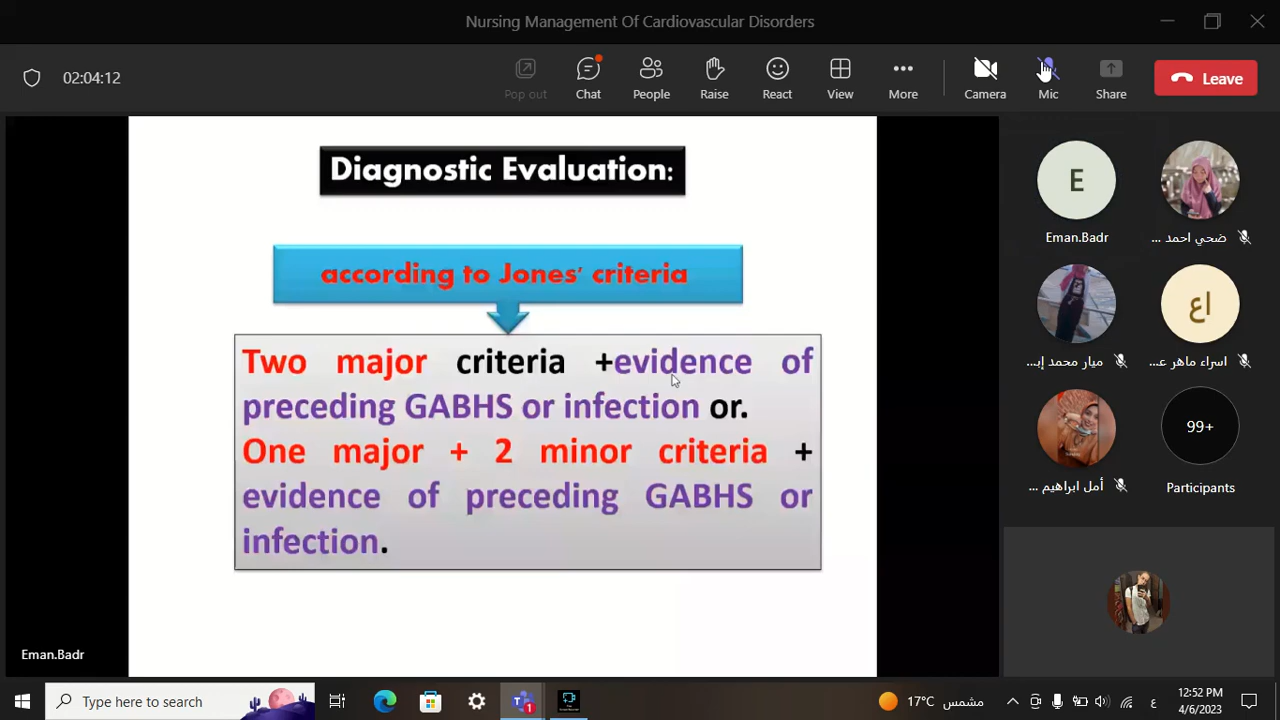 Nursing Management Of Cardiovascular Disorders
02:04:12
Pop out
Chat
People
Raise
React
View
More
Camera
Mic
Share
Leave
Diagnostic Evaluation:
according to Jones' criteria
Two major criteria +evidence of
preceding GABHS or infection or.
One major + 2 minor criteria +
evidence of preceding GABHS or
infection.
Eman.Badr
E
Eman.Badr
ضحي احمد ...
ميار محمد إب...
اع
اسراء ماهر ع...
أمل ابراهيم ...
99+
Participants
Type here to search
1
17°C مشمس
ع
12:52 PM
4/6/2023